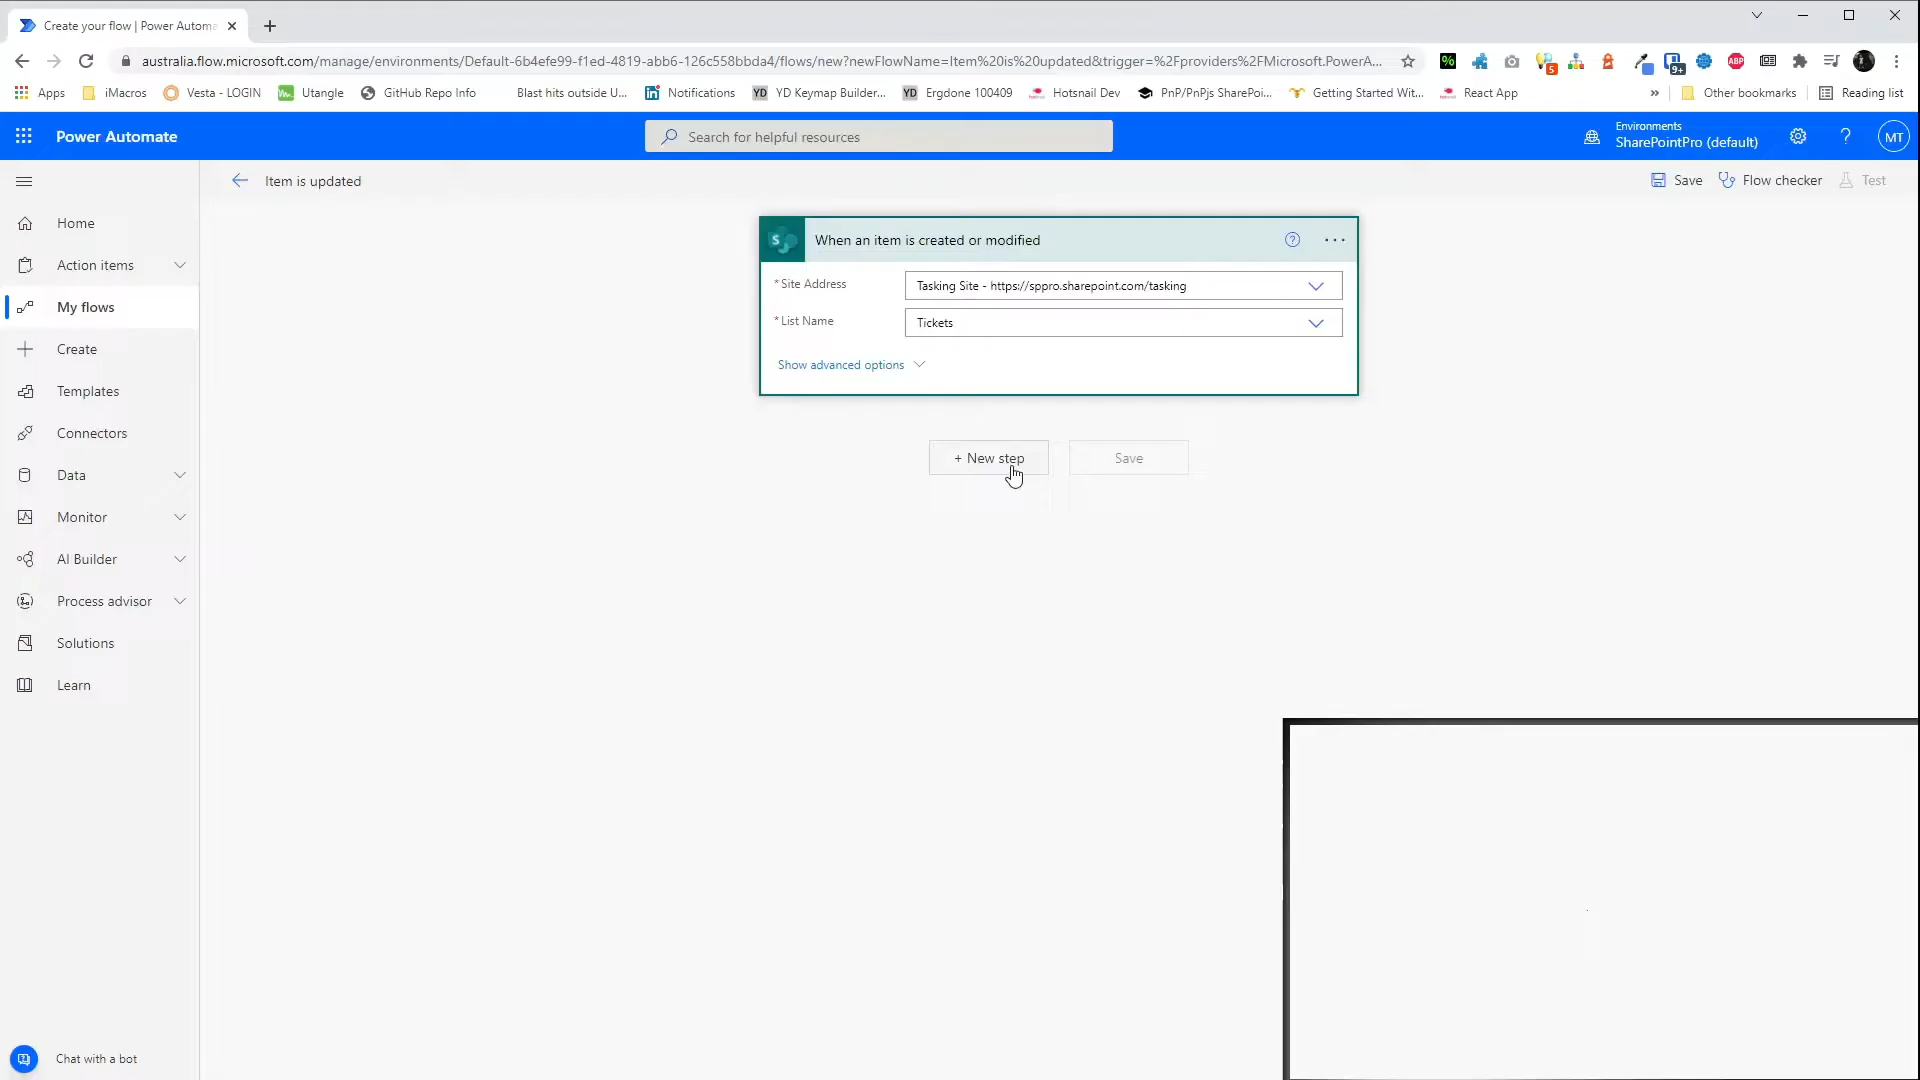 Create your flow | Power Automa
australia.flow.microsoft.com/manage/environments/Default-6b4efe99-f1ed-4819-abb6-126c558bbda4/flows/new?newFlowName=Item%20is%20updated&trigger=%2Fproviders%2FMicrosoft.PowerA...
5
9+
ABP
Apps
iMacros
Vesta - LOGIN
Utangle
GitHub Repo Info
Blast hits outside U...
Notifications
YD YD Keymap Builder...
YD Ergdone 100409
Hotsnail Dev
PnP/PnPjs SharePoi...
Getting Started Wit...
React App
»
Other bookmarks
Reading list
Power Automate
Search for helpful resources
Environments
SharePointPro (default)
?
MT
Item is updated
Save
Flow checker
Test
Home
Action items
My flows
Create
Templates
Connectors
Data
Monitor
AI Builder
Process advisor
Solutions
Learn
Chat with a bot
When an item is created or modified
* Site Address
Tasking Site - https://sppro.sharepoint.com/tasking
* List Name
Tickets
Show advanced options
+ New step
Save